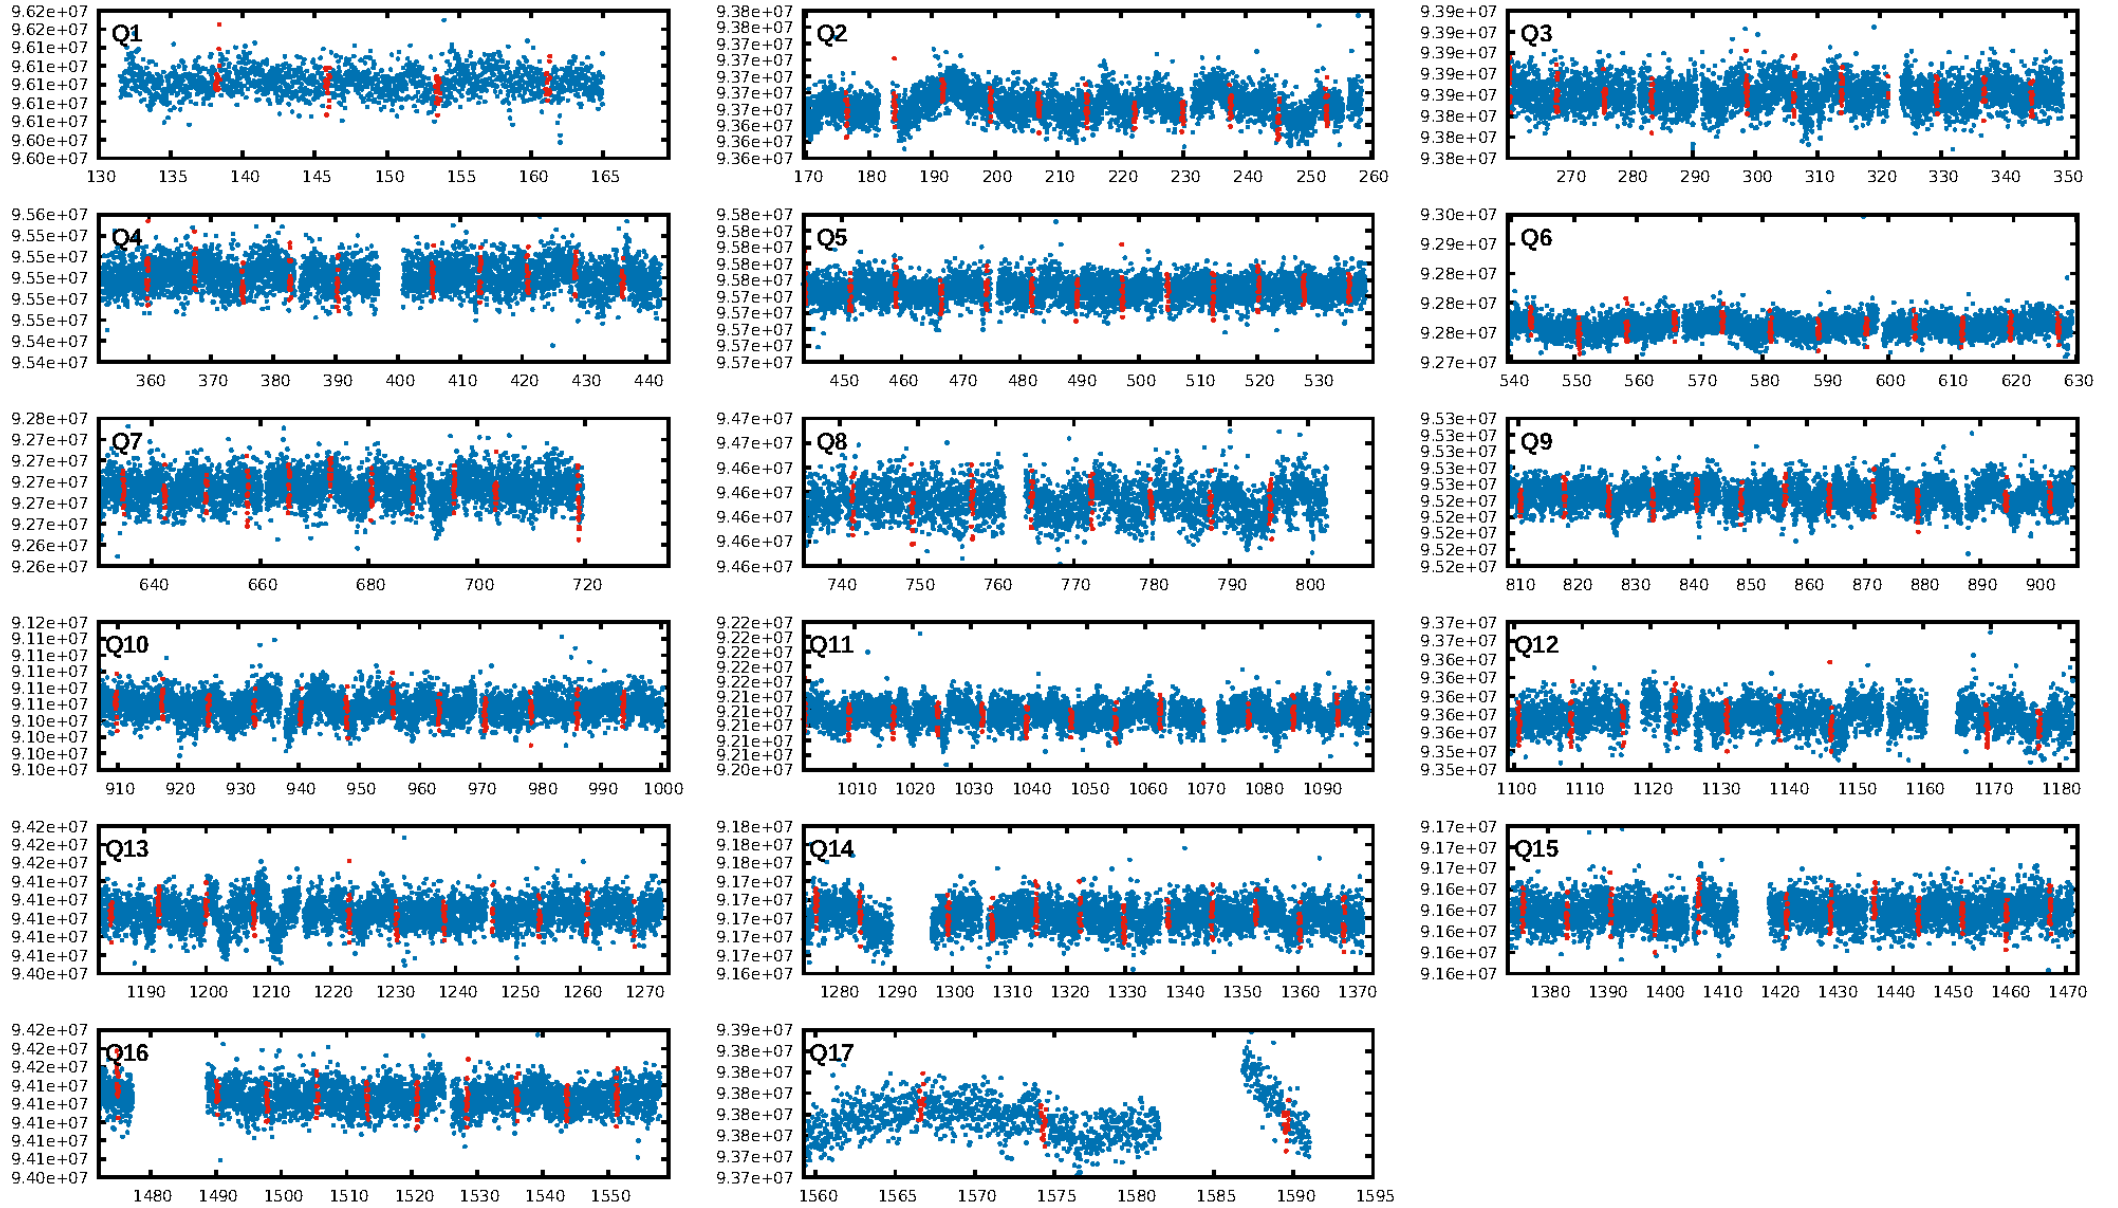 9.62e+07
9.62e+07
Q1
9.61e+07
9.61e+07
9.61e+07
9.61e+07
9.61e+07
9.60e+07
9.60e+07
130 135 140 145 150 155 160 165
9.38e+07
9.38e+07
Q2
9.37e+07
9.37e+07
9.37e+07
9.37e+07
9.37e+07
9.36e+07
9.36e+07
9.36e+07
170 180 190 200 210 220 230 240 250 260
9.39e+07
9.39e+07
Q3
9.39e+07
9.39e+07
9.39e+07
9.38e+07
9.38e+07
9.38e+07
270 280 290 300 310 320 330 340 350
9.56e+07
9.55e+07
Q4
9.55e+07
9.55e+07
9.55e+07
9.55e+07
9.54e+07
9.54e+07
360 370 380 390 400 410 420 430 440
9.58e+07
9.58e+07
Q5
9.58e+07
9.58e+07
9.58e+07
9.57e+07
9.57e+07
9.57e+07
9.57e+07
9.57e+07
450 460 470 480 490 500 510 520 530
9.30e+07
Q6
9.29e+07
9.28e+07
9.28e+07
9.28e+07
9.27e+07
540 550 560 570 580 590 600 610 620 630
9.28e+07
9.27e+07
Q7
9.27e+07
9.27e+07
9.27e+07
9.27e+07
9.26e+07
9.26e+07
640 660 680 700 720
9.47e+07
9.47e+07
Q8
9.46e+07
9.46e+07
9.46e+07
9.46e+07
9.46e+07
740 750 760 770 780 790 800
9.53e+07
9.53e+07
Q9
9.53e+07
9.53e+07
9.53e+07
9.52e+07
9.52e+07
9.52e+07
9.52e+07
9.52e+07
810 820 830 840 850 860 870 880 890 900
9.12e+07
9.11e+07
Q10
9.11e+07
9.11e+07
9.11e+07
9.11e+07
9.10e+07
9.10e+07
9.10e+07
9.10e+07
910 920 930 940 950 960 970 980 990 1000
9.22e+07
9.22e+07
Q11
9.22e+07
9.22e+07
9.22e+07
9.21e+07
9.21e+07
9.21e+07
9.21e+07
9.21e+07
9.20e+07
1010 1020 1030 1040 1050 1060 1070 1080 1090
9.37e+07
9.37e+07
Q12
9.36e+07
9.36e+07
9.36e+07
9.36e+07
9.36e+07
9.35e+07
9.35e+07
1100 1110 1120 1130 1140 1150 1160 1170 1180
9.42e+07
9.42e+07
Q13
9.42e+07
9.41e+07
9.41e+07
9.41e+07
9.41e+07
9.41e+07
9.40e+07
1190 1200 1210 1220 1230 1240 1250 1260 1270
9.18e+07
9.18e+07
Q14
9.18e+07
9.17e+07
9.17e+07
9.17e+07
9.17e+07
9.17e+07
9.16e+07
1280 1290 1300 1310 1320 1330 1340 1350 1360 1370
9.17e+07
9.17e+07
Q15
9.17e+07
9.16e+07
9.16e+07
9.16e+07
9.16e+07
9.16e+07
1380 1390 1400 1410 1420 1430 1440 1450 1460 1470
9.42e+07
9.42e+07
Q16
9.42e+07
9.41e+07
9.41e+07
9.41e+07
9.41e+07
9.41e+07
9.40e+07
1480 1490 1500 1510 1520 1530 1540 1550
9.39e+07
9.38e+07
Q17
9.38e+07
9.38e+07
9.38e+07
9.38e+07
9.37e+07
9.37e+07
1560 1565 1570 1575 1580 1585 1590 1595